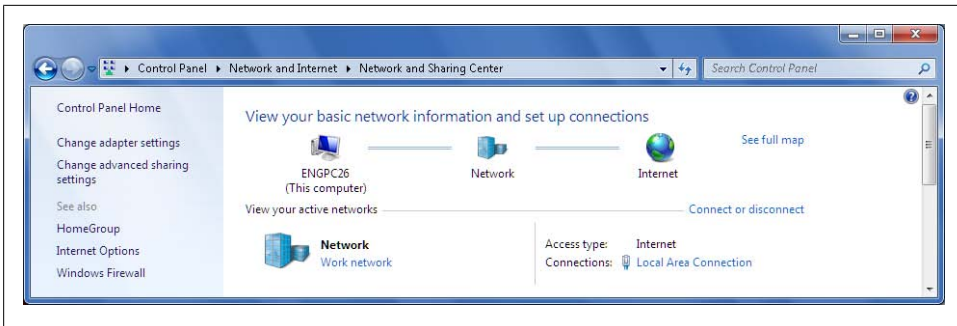 Control Panel ▸ Network and Internet ▸ Network and Sharing Center
Search Control Panel
Control Panel Home
Change adapter settings
Change advanced sharing
settings
See also
HomeGroup
Internet Options
Windows Firewall
View your basic network information and set up connections
ENGPC26
(This computer)
Network
Internet
See full map
View your active networks
Connect or disconnect
Network
Work network
Access type: Internet
Connections: Local Area Connection